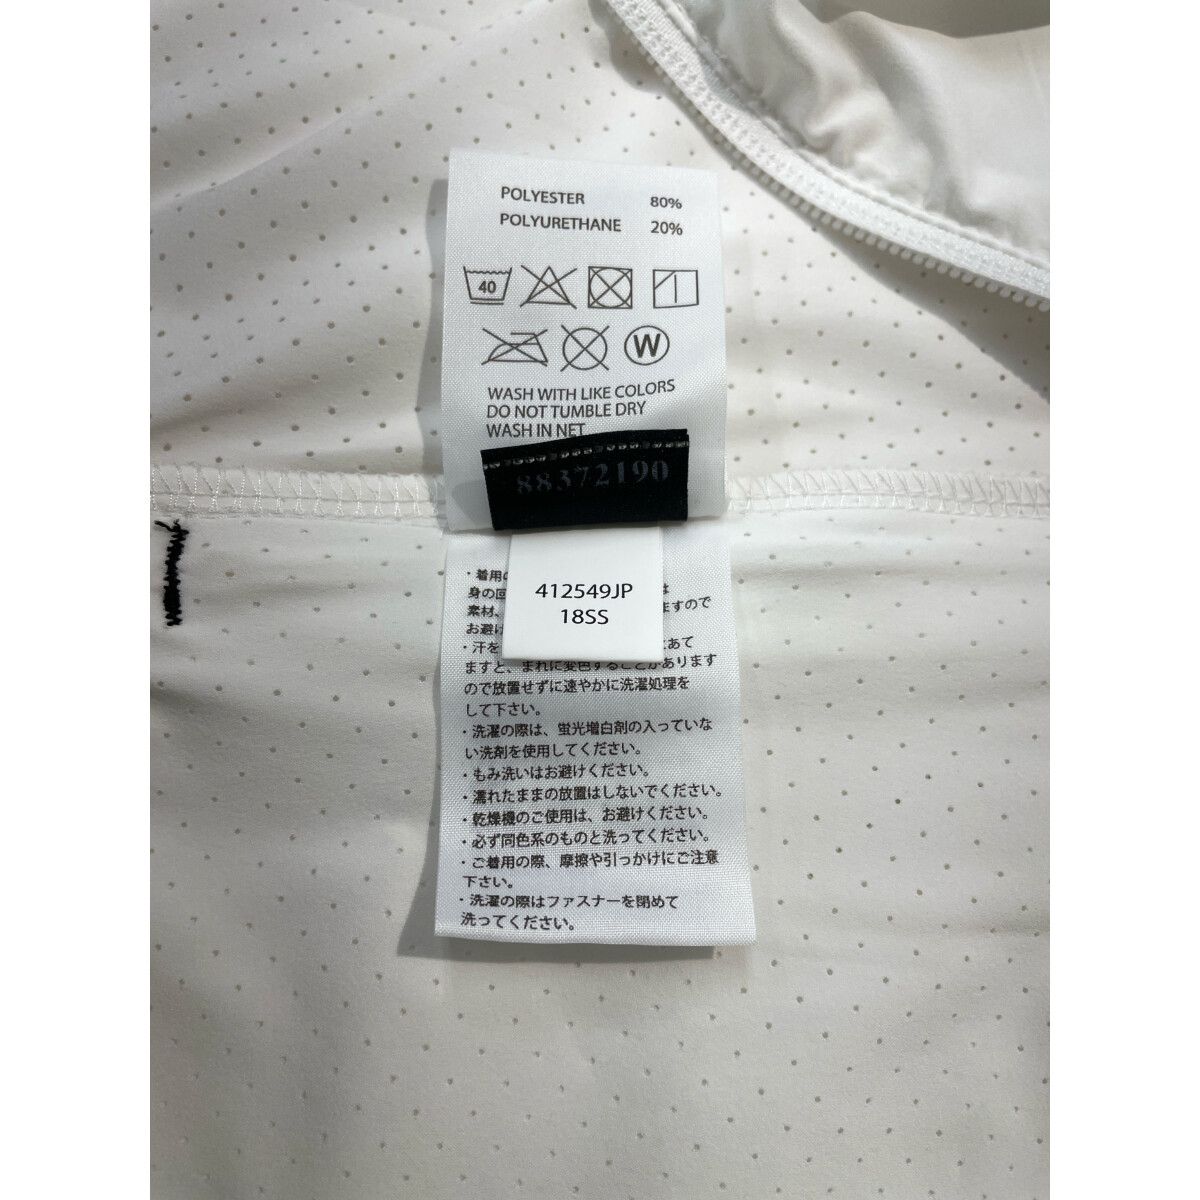 POLYESTER 80%
POLYURETHANE 20%
40
W
WASH WITH LIKE COLORS
DO NOT TUMBLE DRY
WASH IN NET
88372190
412549JP
18SS
・着用の
身の回 は
素材、 ますので
お避け
・汗を にあて
ますと、まれに変色することがあります
ので放置せずに速やかに洗濯処理を
して下さい。
・洗濯の際は、蛍光増白剤の入っていな
い洗剤を使用してください。
・もみ洗いはお避けください。
・濡れたままの放置はしないでください。
・乾燥機のご使用は、お避けください。
・必ず同色系のものと洗ってください。
・ご着用の際、摩擦や引っかけにご注意
下さい。
・洗濯の際はファスナーを閉めて
洗ってください。